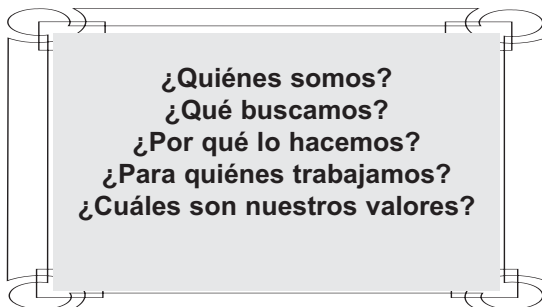 ¿Quiénes somos?
¿Qué buscamos?
¿Por qué lo hacemos?
¿Para quiénes trabajamos?
¿Cuáles son nuestros valores?